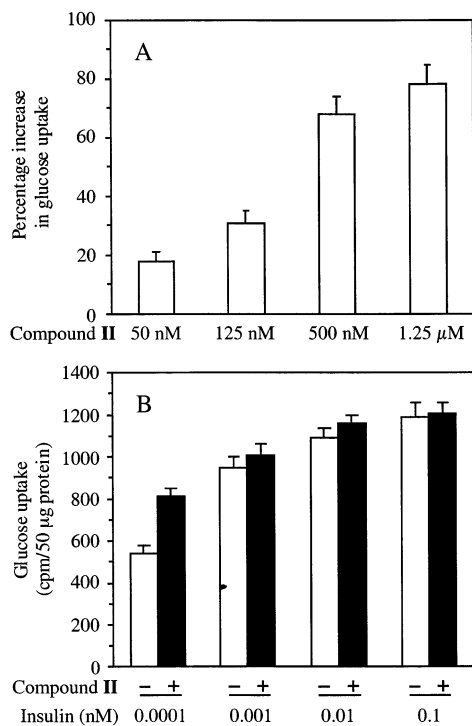 100
A
80
60
40
20
0
Percentage increase
in glucose uptake
Compound II 50 nM 125 nM 500 nM 1.25 µM
1400
B
1200
1000
800
600
400
200
0
Glucose uptake
(cpm/50 µg protein)
Compound II − + − + − + − +
Insulin (nM) 0.0001 0.001 0.01 0.1